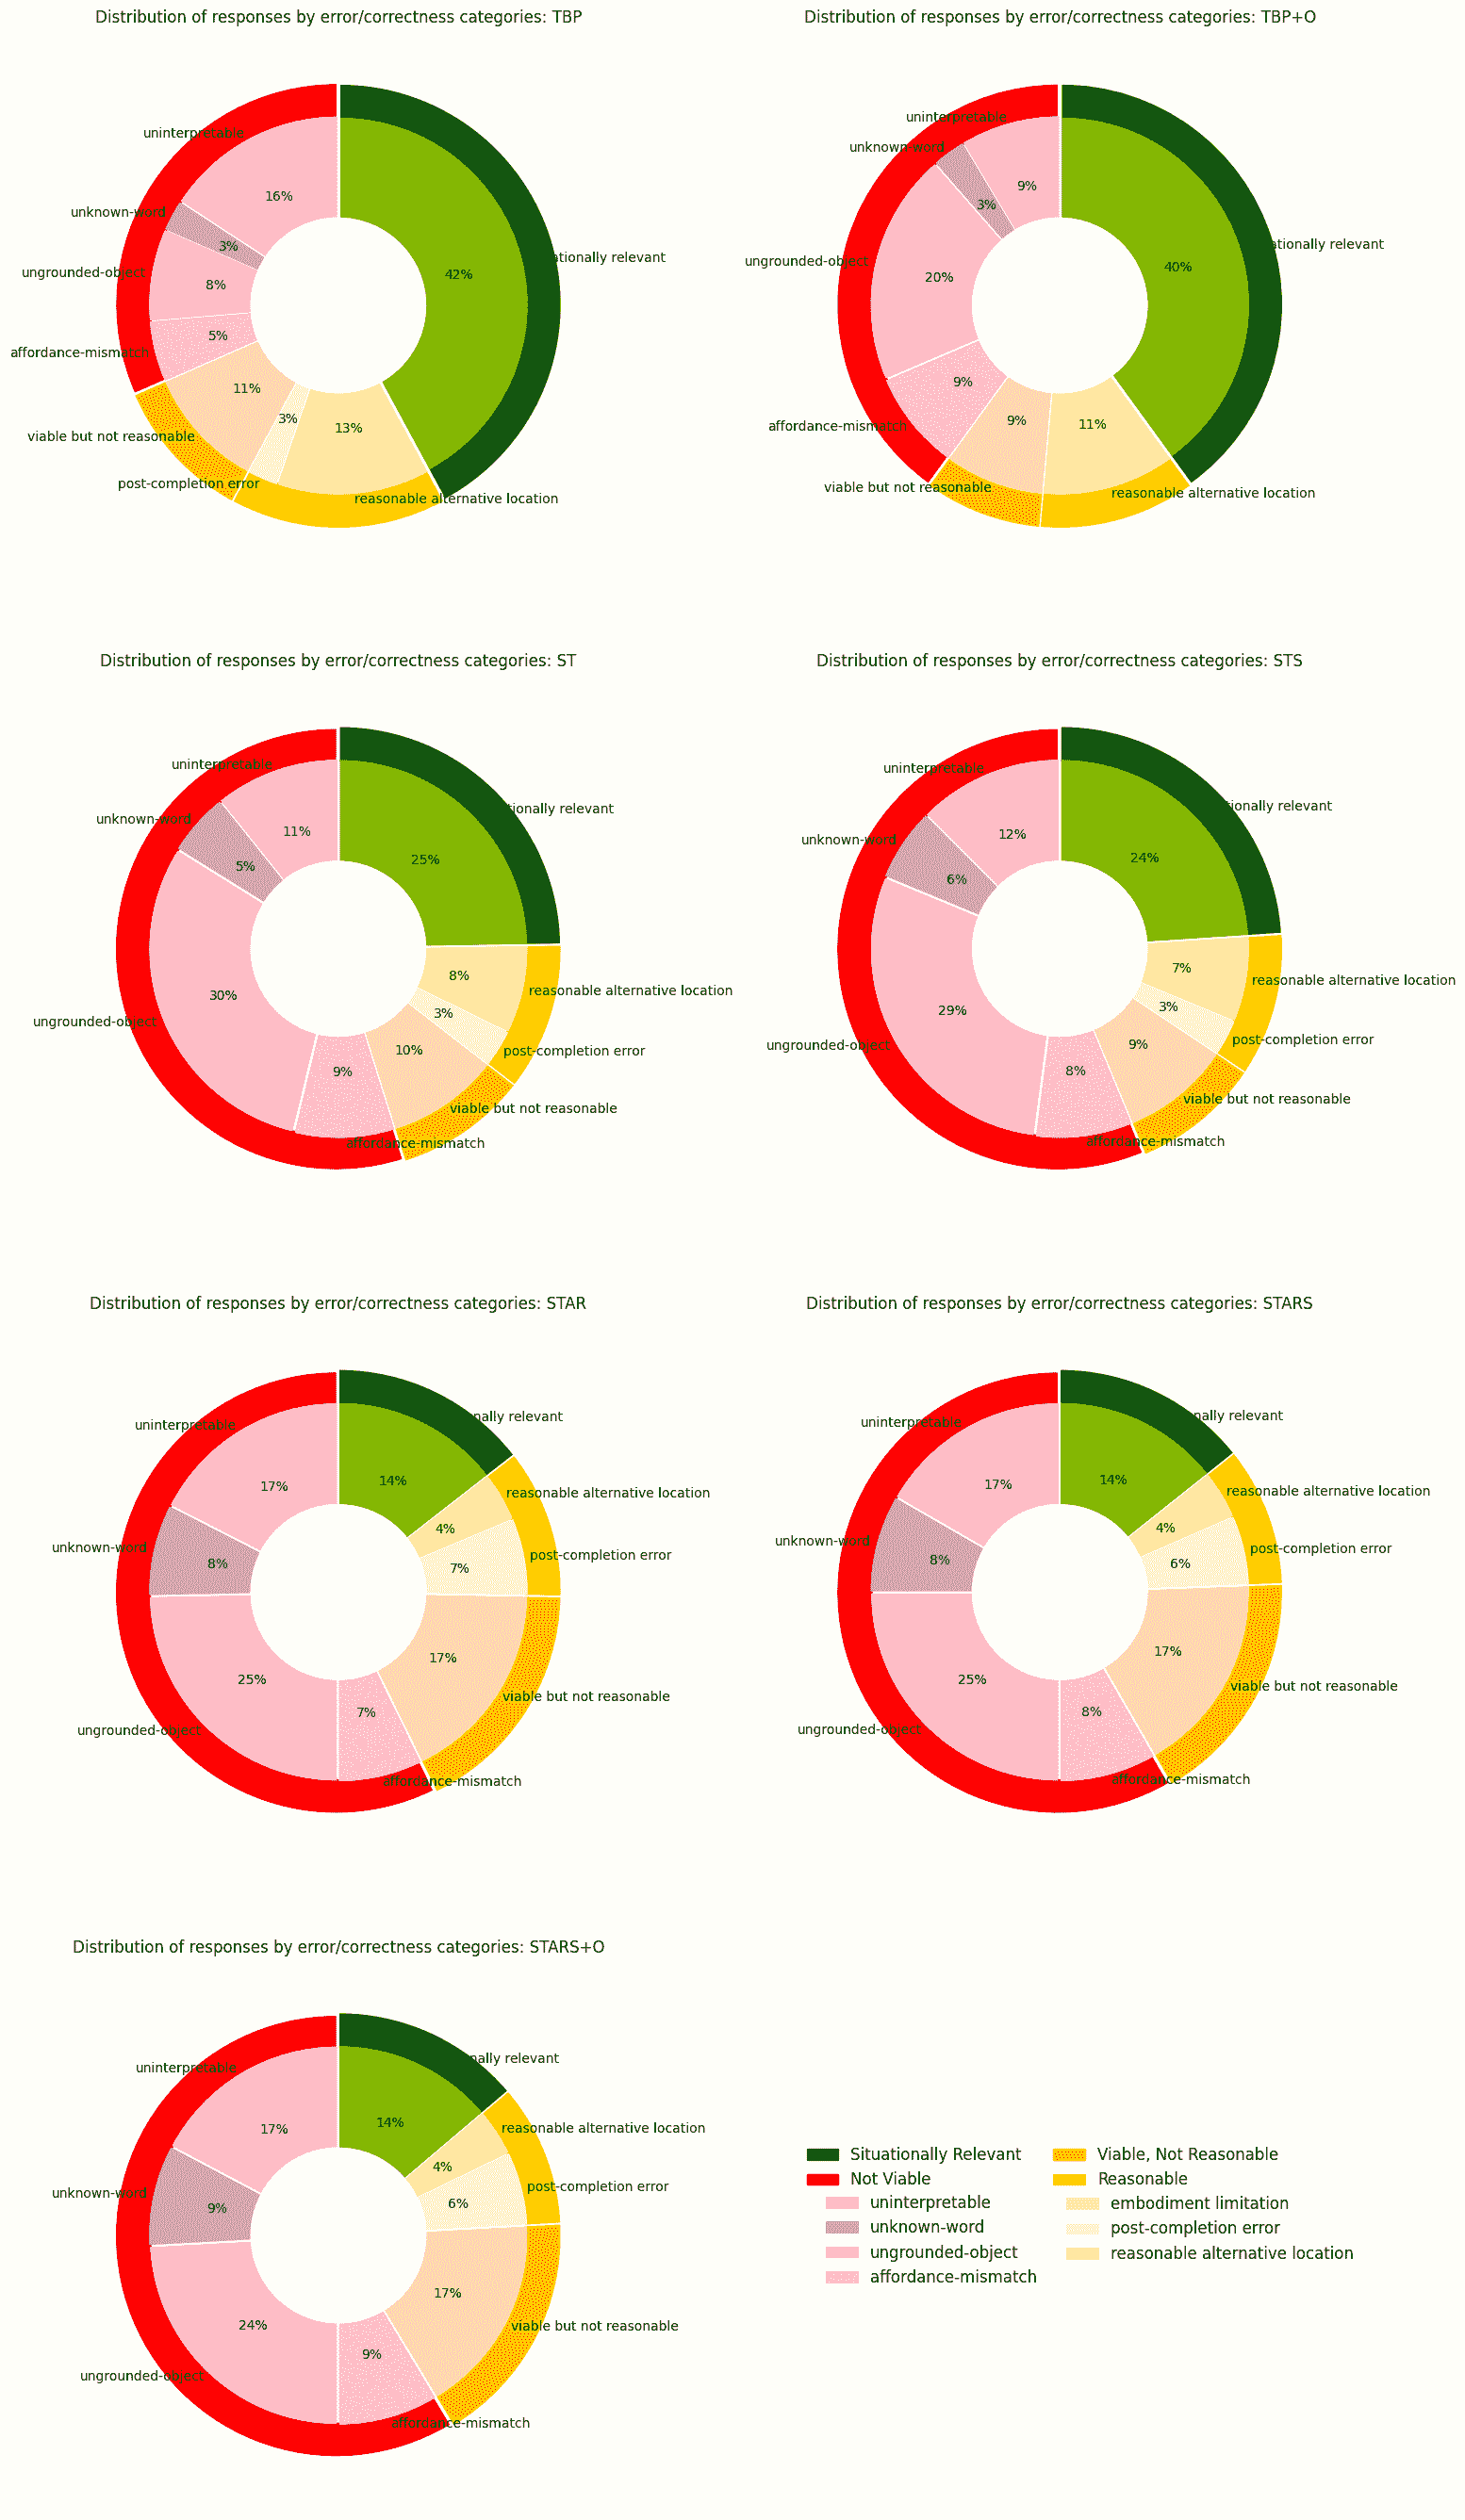 Distribution of responses by error/correctness categories: TBP
uninterpretable
unknown-word
ungrounded-object
affordance-mismatch
viable but not reasonable
post-completion error
reasonable alternative location
relevant
16%
3%
8%
5%
11%
3%
13%
42%
Distribution of responses by error/correctness categories: TBP+O
uninterpretable
unknown-word
ungrounded-object
affordance-mismatch
viable but not reasonable
reasonable alternative location
relevant
9%
3%
20%
9%
9%
11%
40%
Distribution of responses by error/correctness categories: ST
uninterpretable
unknown-word
ungrounded-object
affordance-mismatch
viable but not reasonable
post-completion error
reasonable alternative location
relevant
11%
5%
30%
9%
10%
3%
8%
25%
Distribution of responses by error/correctness categories: STS
uninterpretable
unknown-word
ungrounded-object
affordance-mismatch
viable but not reasonable
post-completion error
reasonable alternative location
relevant
12%
6%
29%
8%
9%
3%
7%
24%
Distribution of responses by error/correctness categories: STAR
uninterpretable
unknown-word
ungrounded-object
affordance-mismatch
viable but not reasonable
post-completion error
reasonable alternative location
relevant
17%
8%
25%
7%
17%
7%
4%
14%
Distribution of responses by error/correctness categories: STARS
uninterpretable
unknown-word
ungrounded-object
affordance-mismatch
viable but not reasonable
post-completion error
reasonable alternative location
relevant
17%
8%
25%
8%
17%
6%
4%
14%
Distribution of responses by error/correctness categories: STARS+O
uninterpretable
unknown-word
ungrounded-object
affordance-mismatch
viable but not reasonable
post-completion error
reasonable alternative location
relevant
17%
9%
24%
9%
17%
6%
4%
14%
Situationally Relevant
Not Viable
uninterpretable
unknown-word
ungrounded-object
affordance-mismatch
Viable, Not Reasonable
Reasonable
embodiment limitation
post-completion error
reasonable alternative location